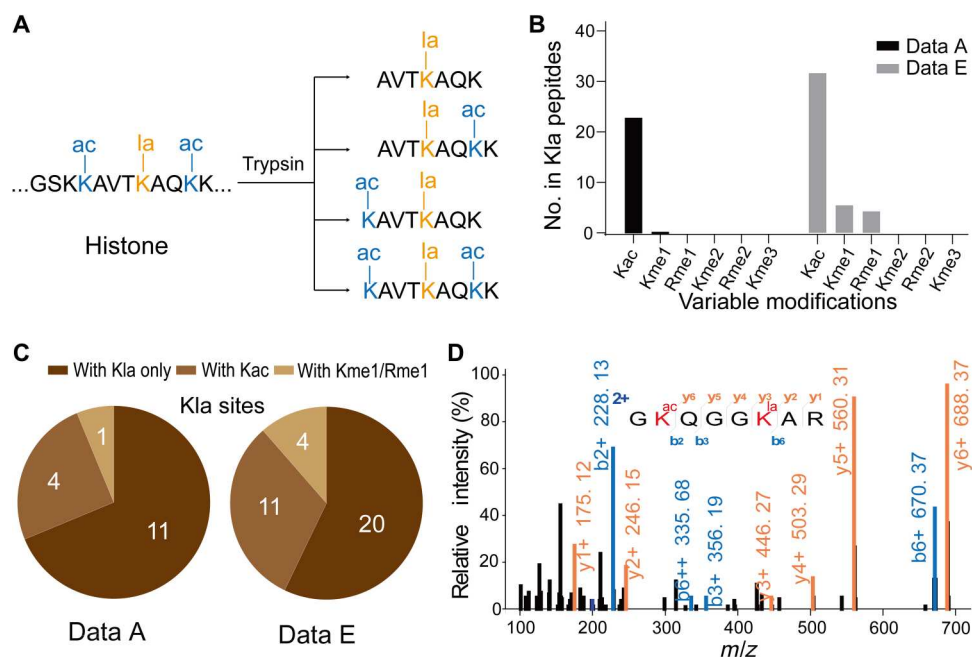 A
la
AVTKAQK
la
ac
AVTKAQKK
ac
la
ac
...GSKKAVTKAQKK...
Trypsin
Histone
ac
la
KAVTKAQK
ac
la
ac
KAVTKAQKK
B
No. in Kla pepitdes
40
30
20
10
0
Data A
Data E
Kac
Kme1
Rme1
Kme2
Rme2
Kme3
Kac
Kme1
Rme1
Kme2
Rme2
Kme3
Variable modifications
C
With Kla only
With Kac
With Kme1/Rme1
Kla sites
1
4
11
4
11
20
Data A
Data E
D
Relative intensity (%)
100
80
60
40
20
0
y1+ 175. 12
b2+ 228. 13
y2+ 246. 15
b6++ 335. 68
b3+ 356. 19
y3+ 446. 27
y4+ 503. 29
y5+ 560. 31
b6+ 670. 37
y6+ 688. 37
2+
ac
la
y6 y5 y4 y3 y2 y1
G K Q G G K A R
b2 b3 b6
100 200 300 400 500 600 700
m/z